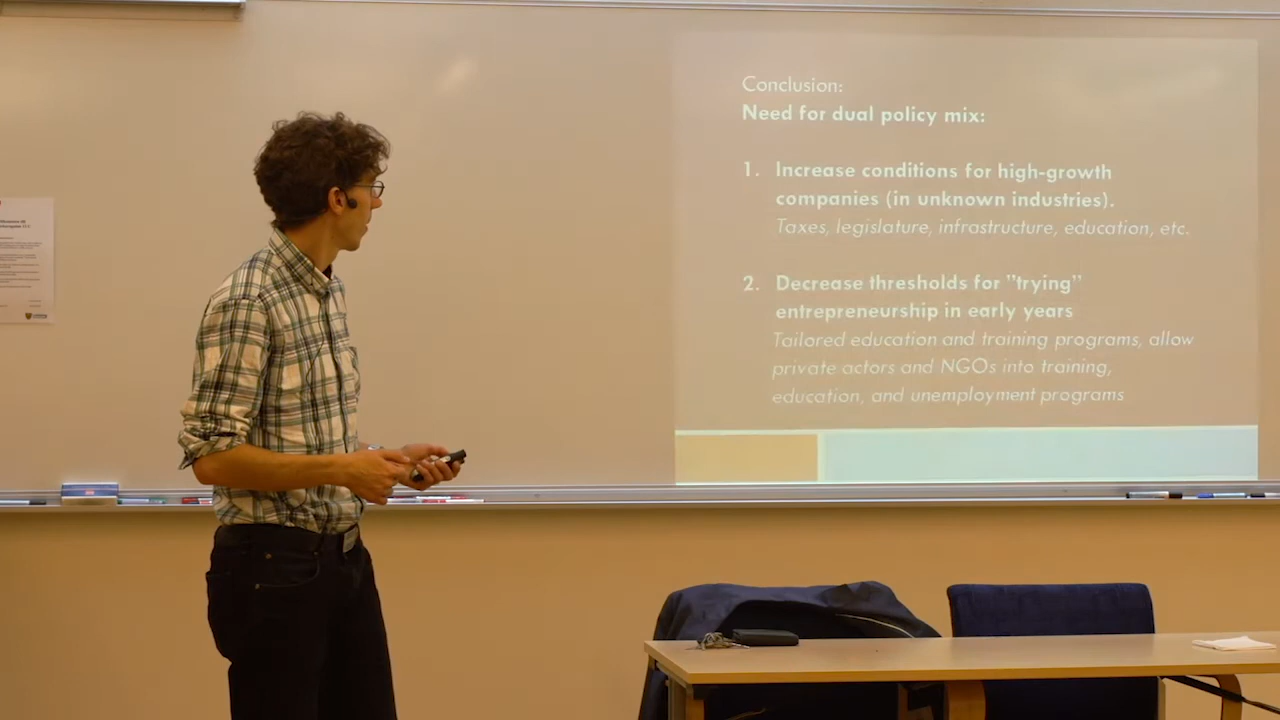 Conclusion:
Need for dual policy mix:
1. Increase conditions for high-growth
companies (in unknown industries).
Taxes, legislature, infrastructure, education, etc.
2. Decrease thresholds for "trying"
entrepreneurship in early years
Tailored education and training programs, allow
private actors and NGOs into training,
education, and unemployment programs